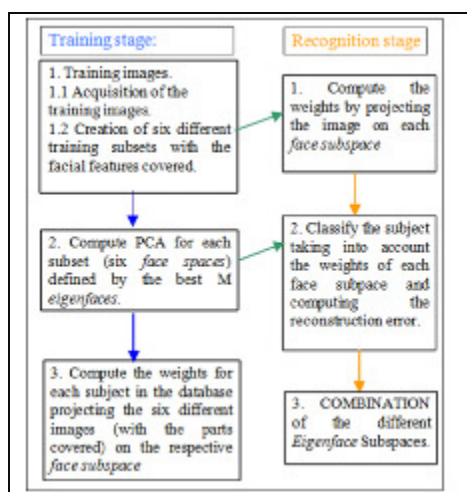 Training stage:
1. Training images.
1.1 Acquisition of the
training images.
1.2 Creation of six different
training subsets with the
facial features covered.
2. Compute PCA for each
subset (six face spaces)
defined by the best M
eigenfaces.
3. Compute the weights for
each subject in the database
projecting the six different
images (with the parts
covered) on the respective
face subspace
Recognition stage
1. Compute the
weights by projecting
the image on each
face subspace
2. Classify the subject
taking into account
the weights of each
face subpace and
computing the
reconstruction error.
3. COMBINATION
of the different
Eigenface Subspaces.